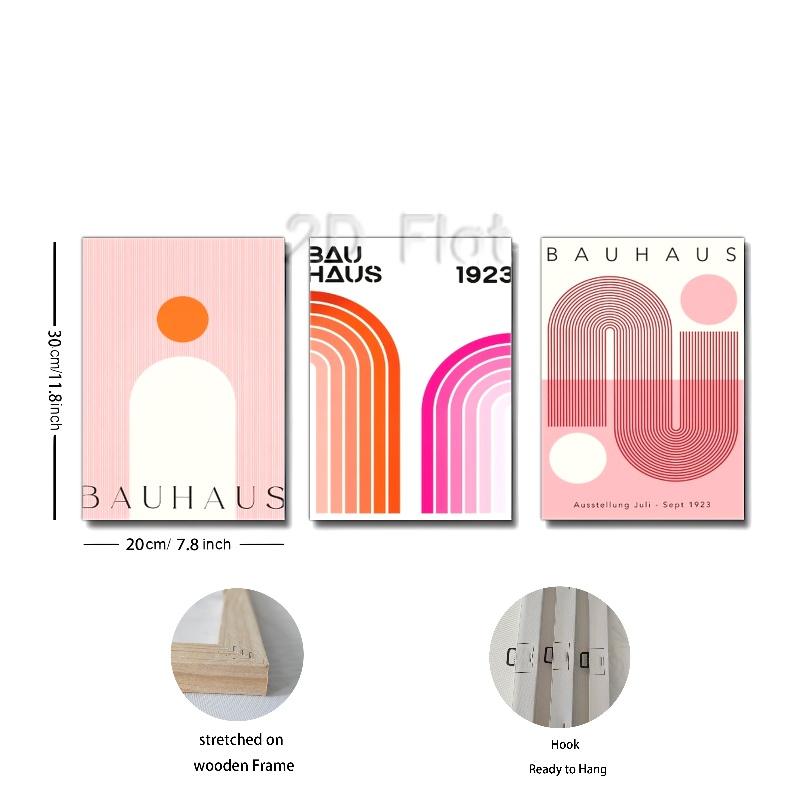 2D Flat
BAUHAUS
BAU
HAUS
1923
BAUHAUS
Ausstellung Juli - Sept 1923
30cm/11.8inch
20cm/ 7.8 inch
stretched on
wooden Frame
Hook
Ready to Hang